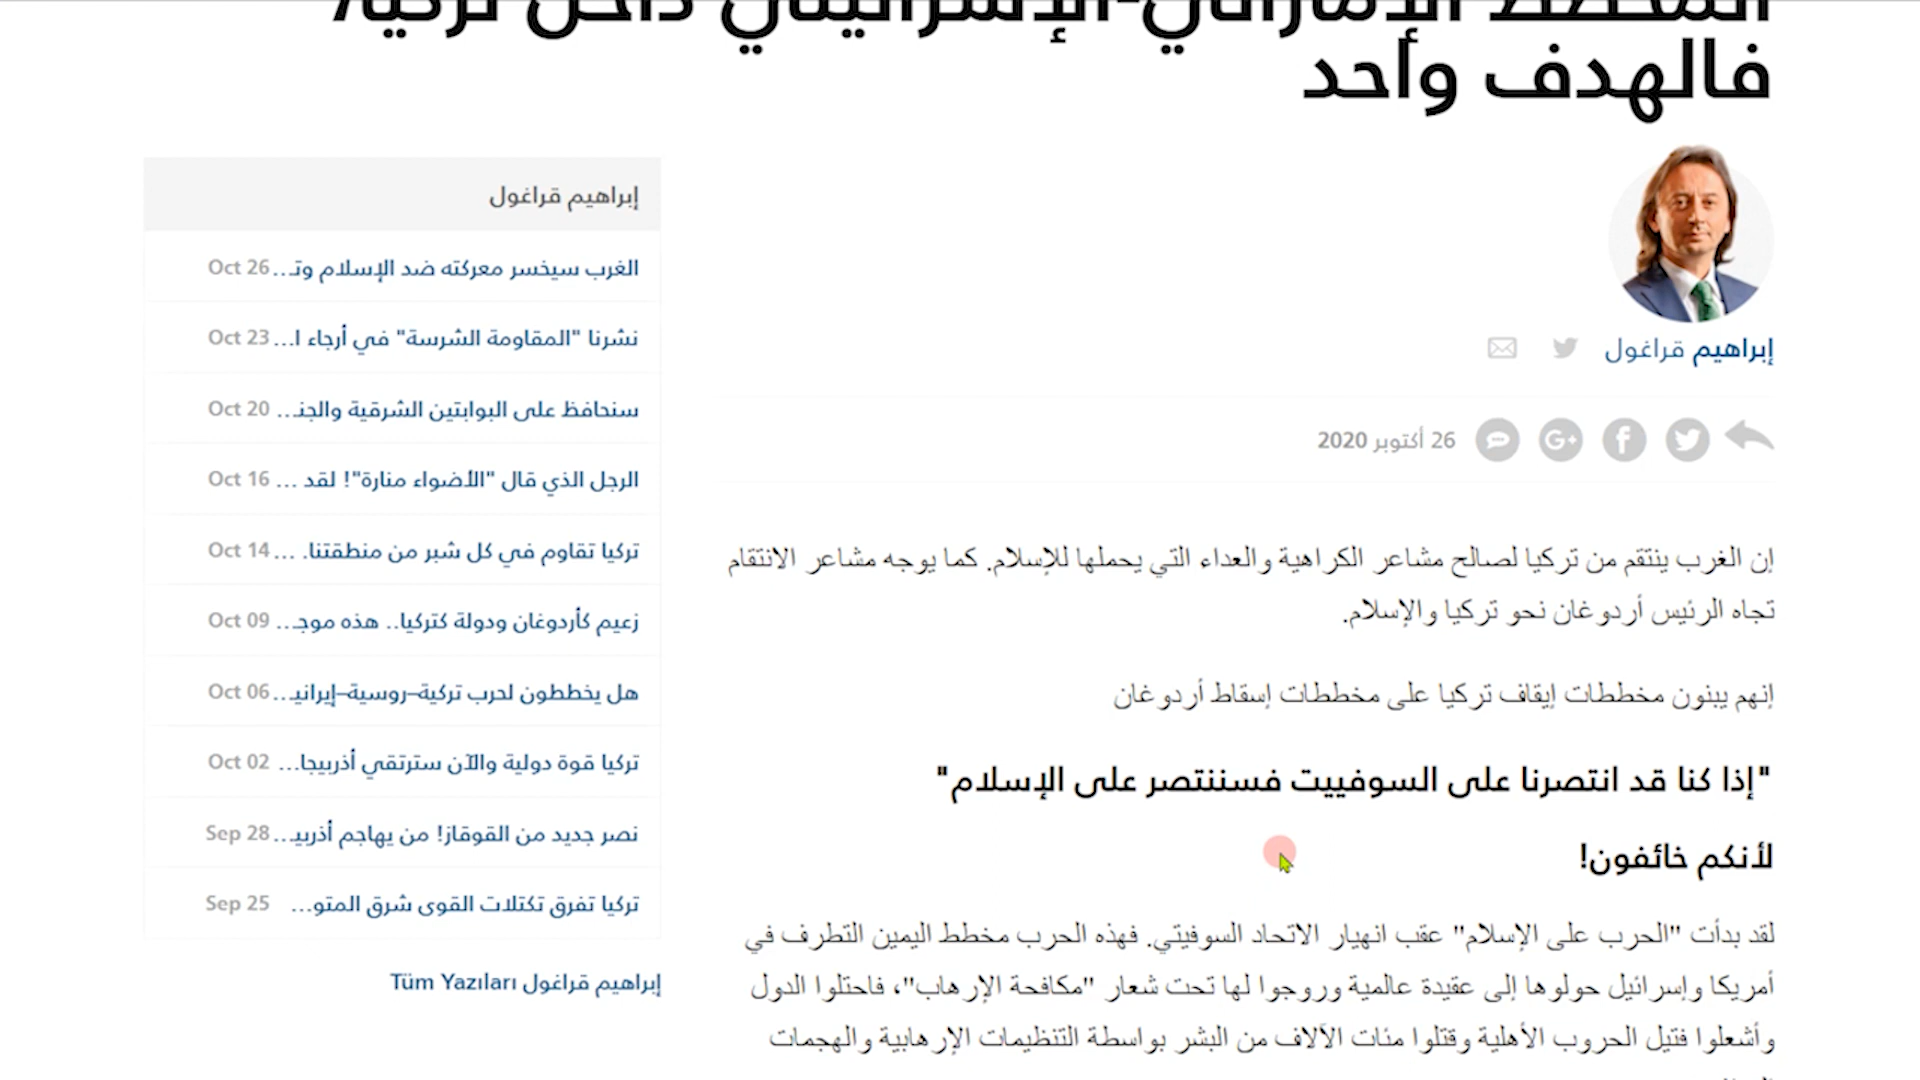 المخطط الإماراتي-الإسرائيلي داخل تركيا/
فالهدف واحد
إبراهيم قراغول
26 أكتوبر 2020
إن الغرب ينتقم من تركيا لصالح مشاعر الكراهية والعداء التي يحملها للإسلام. كما يوجه مشاعر الانتقام
تجاه الرئيس أردوغان نحو تركيا والإسلام.
إنهم يبنون مخططات إيقاف تركيا على مخططات إسقاط أردوغان
"إذا كنا قد انتصرنا على السوفييت فسننتصر على الإسلام"
لأنكم خائفون!
لقد بدأت "الحرب على الإسلام" عقب انهيار الاتحاد السوفيتي. فهذه الحرب مخطط اليمين التطرف في
أمريكا وإسرائيل حولوها إلى عقيدة عالمية وروجوا لها تحت شعار "مكافحة الإرهاب"، فاحتلوا الدول
وأشعلوا فتيل الحروب الأهلية وقتلوا مئات الآلاف من البشر بواسطة التنظيمات الإرهابية والهجمات
إبراهيم قراغول
الغرب سيخسر معركته ضد الإسلام وتـ... Oct 26
نشرنا "المقاومة الشرسة" في أرجاء ا... Oct 23
سنحافظ على البوابتين الشرقية والجنـ... Oct 20
الرجل الذي قال "الأضواء منارة"! لقد ... Oct 16
تركيا تقاوم في كل شبر من منطقتنا. ... Oct 14
زعيم كأردوغان ودولة كتركيا.. هذه موجـ... Oct 09
هل يخططون لحرب تركية–روسية–إيرانيـ... Oct 06
تركيا قوة دولية والآن سترتقي أذربيجا... Oct 02
نصر جديد من القوقاز! من يهاجم أذربيـ... Sep 28
تركيا تفرق تكتلات القوى شرق المتو... Sep 25
إبراهيم قراغول Tüm Yazıları